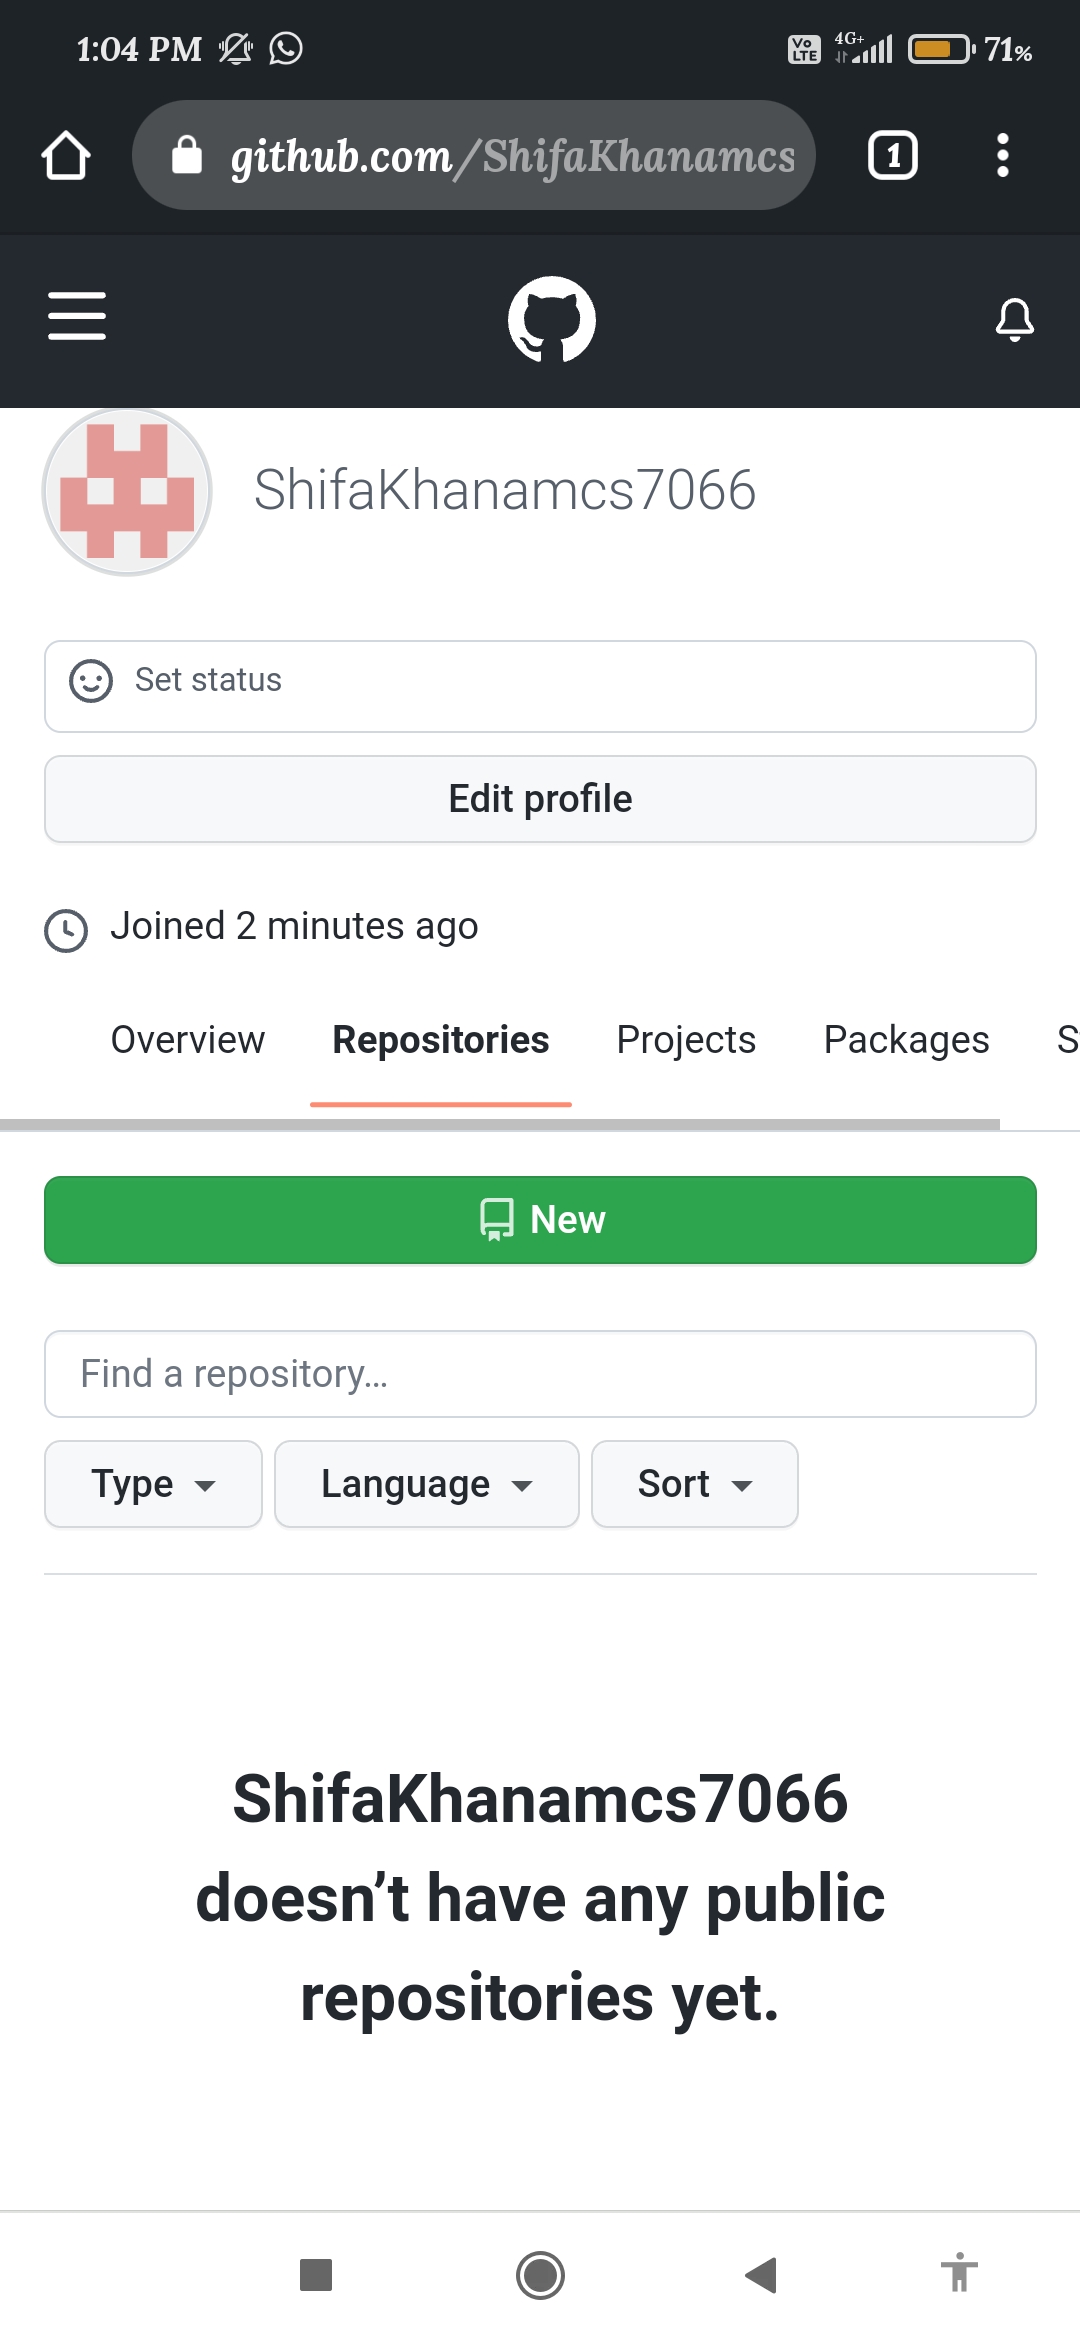 1:04 PM
Vo LTE 4G+ 71%
github.com/ShifaKhanamcs
1
ShifaKhanamcs7066
Set status
Edit profile
Joined 2 minutes ago
Overview Repositories Projects Packages
New
Find a repository...
Type Language Sort
ShifaKhanamcs7066
doesn’t have any public
repositories yet.